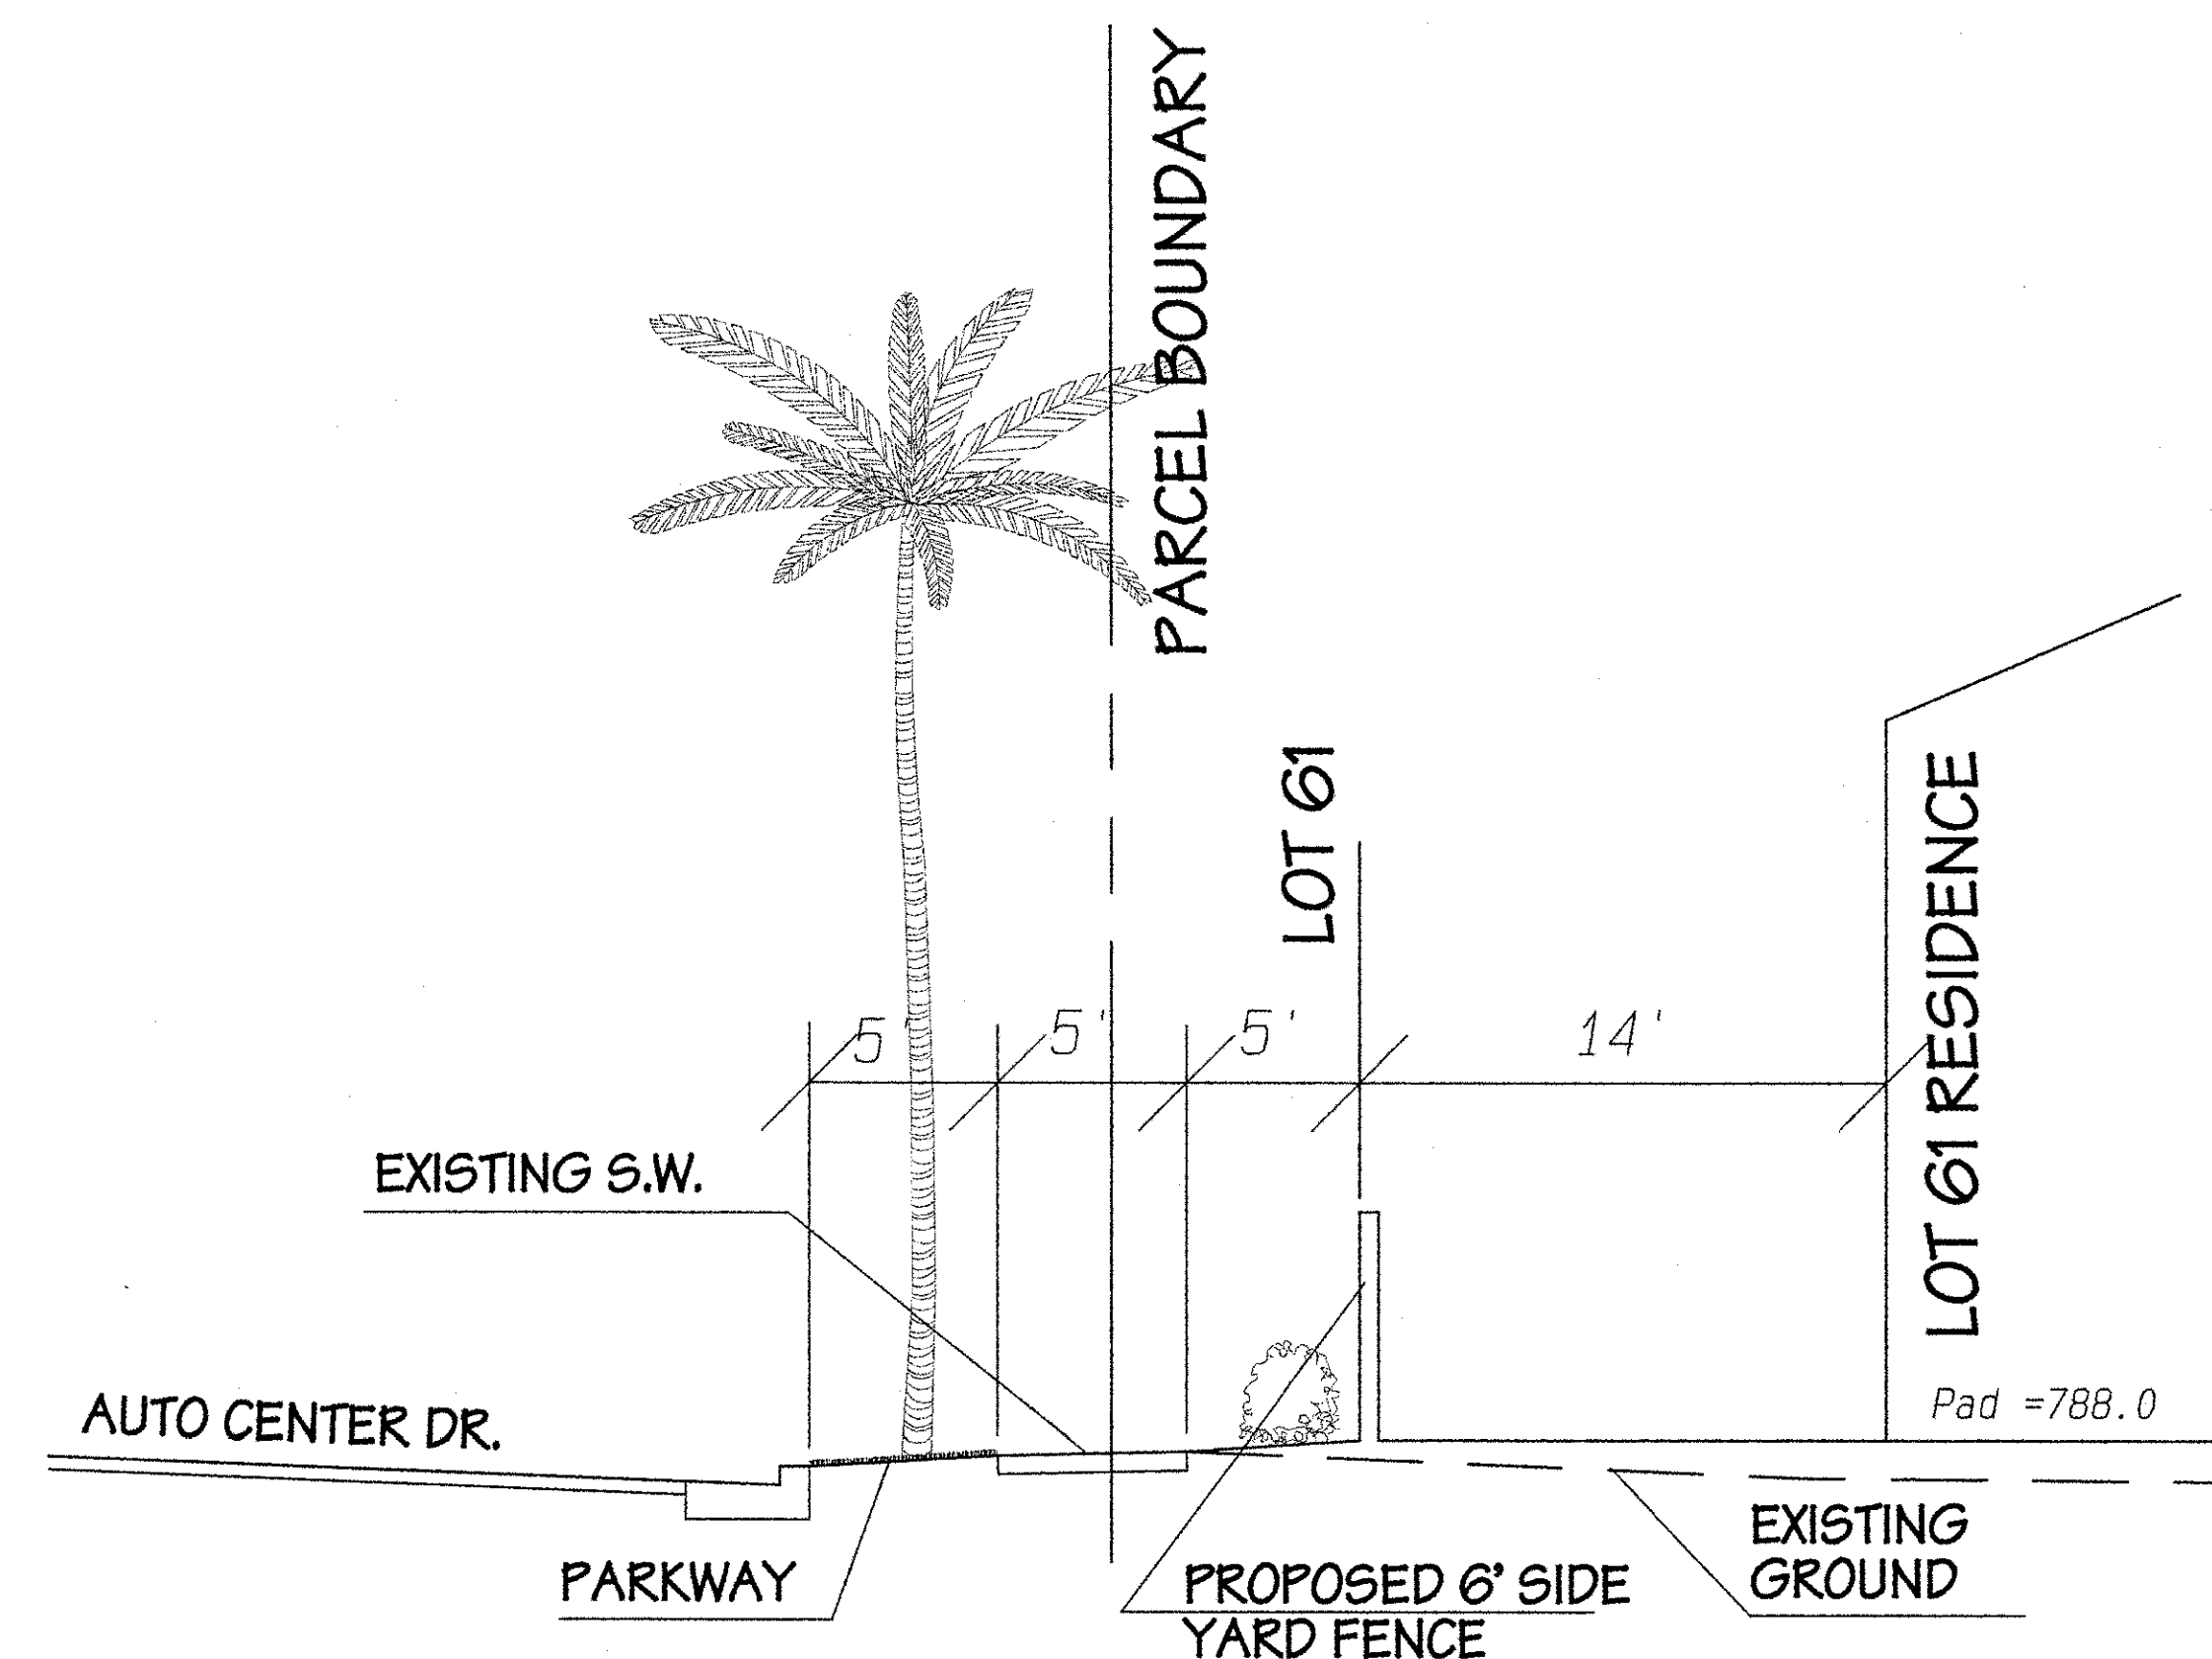 PARCEL BOUNDARY
LOT 61
LOT 61 RESIDENCE
5'
5'
5'
14'
EXISTING S.W.
AUTO CENTER DR.
Pad =788.0
PARKWAY
PROPOSED 6' SIDE
YARD FENCE
EXISTING
GROUND